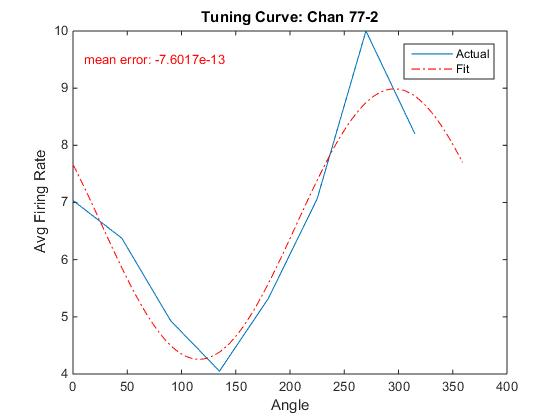 Tuning Curve: Chan 77-2
mean error: -7.6017e-13
Actual
Fit
10
9
8
7
6
5
4
Avg Firing Rate
0 50 100 150 200 250 300 350 400
Angle